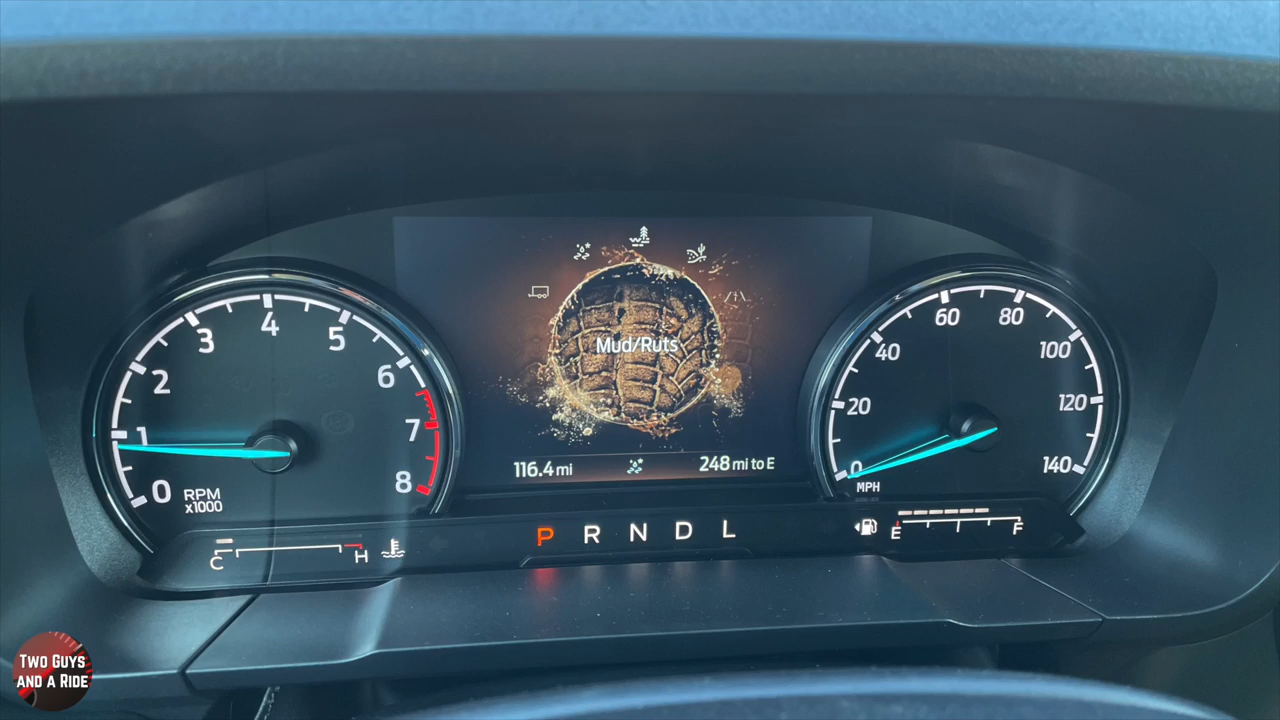 0
1
2
3
4
5
6
7
8
RPM
x1000
Mud/Ruts
116.4 mi
248 mi to E
0
20
40
60
80
100
120
140
MPH
C H
P R N D L
E F
TWO GUYS
AND A RIDE